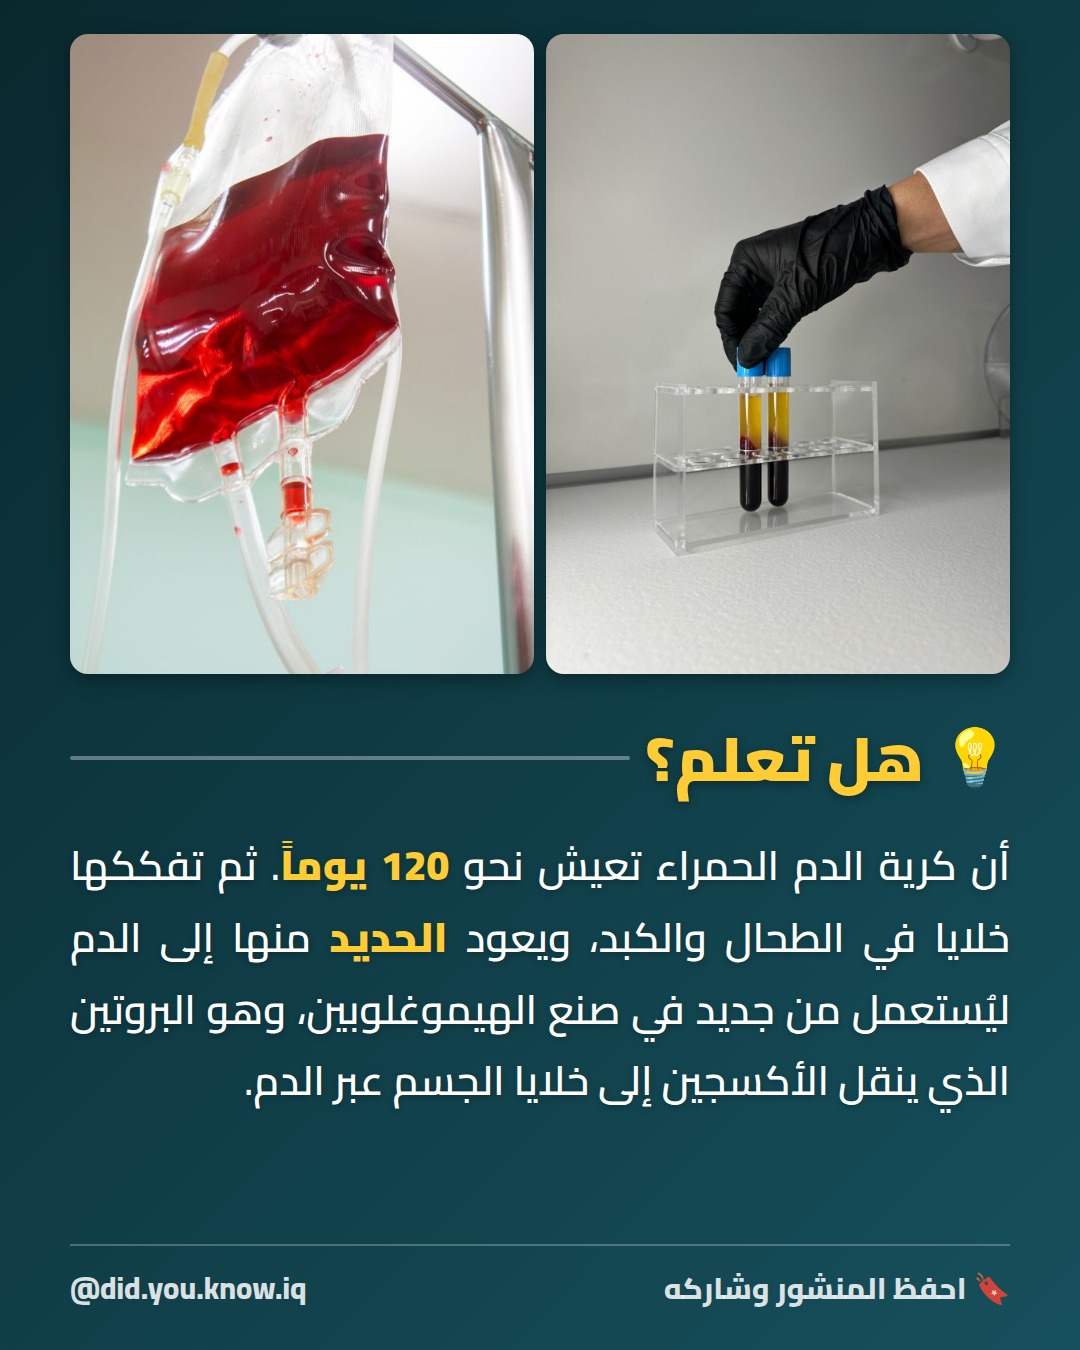 💡 هل تعلم؟
أن كرية الدم الحمراء تعيش نحو 120 يوماً. ثم تفككها
خلايا في الطحال والكبد، ويعود الحديد منها إلى الدم
ليُستعمل من جديد في صنع الهيموغلوبين، وهو البروتين
الذي ينقل الأكسجين إلى خلايا الجسم عبر الدم.
🔖 احفظ المنشور وشاركه
@did.you.know.iq